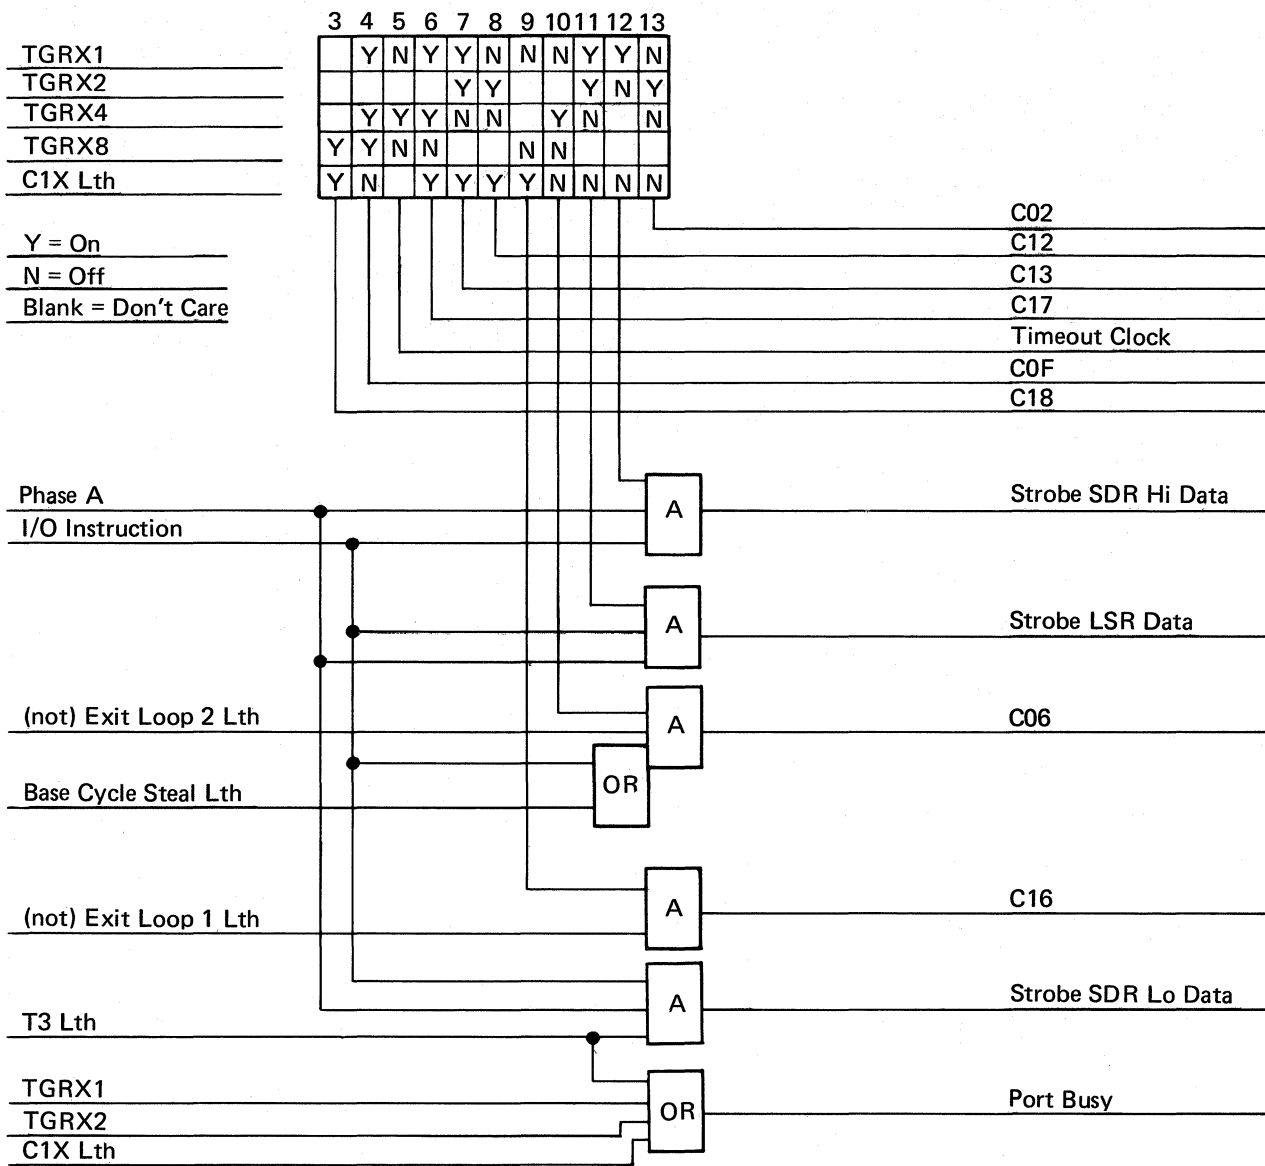 3 4 5 6 7 8 9 10 11 12 13
TGRX1 Y N Y Y N N N Y Y N
TGRX2 Y Y Y N Y
TGRX4 Y Y Y N N Y N N
TGRX8 Y Y N N N N
C1X Lth Y N Y Y Y Y N N N N
C02
Y = On
C12
N = Off
C13
Blank = Don't Care
C17
Timeout Clock
C0F
C18
Phase A
A
Strobe SDR Hi Data
I/O Instruction
A
Strobe LSR Data
(not) Exit Loop 2 Lth
A
C06
OR
Base Cycle Steal Lth
A
C16
(not) Exit Loop 1 Lth
A
Strobe SDR Lo Data
T3 Lth
TGRX1
OR
Port Busy
TGRX2
C1X Lth